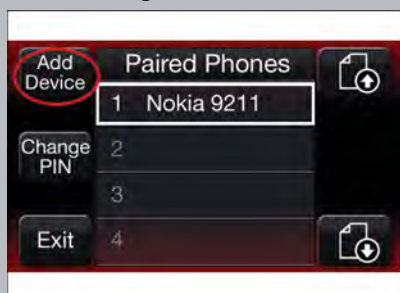 Add
Device
Paired Phones
1 Nokia 9211
Change
PIN
2
3
Exit
4